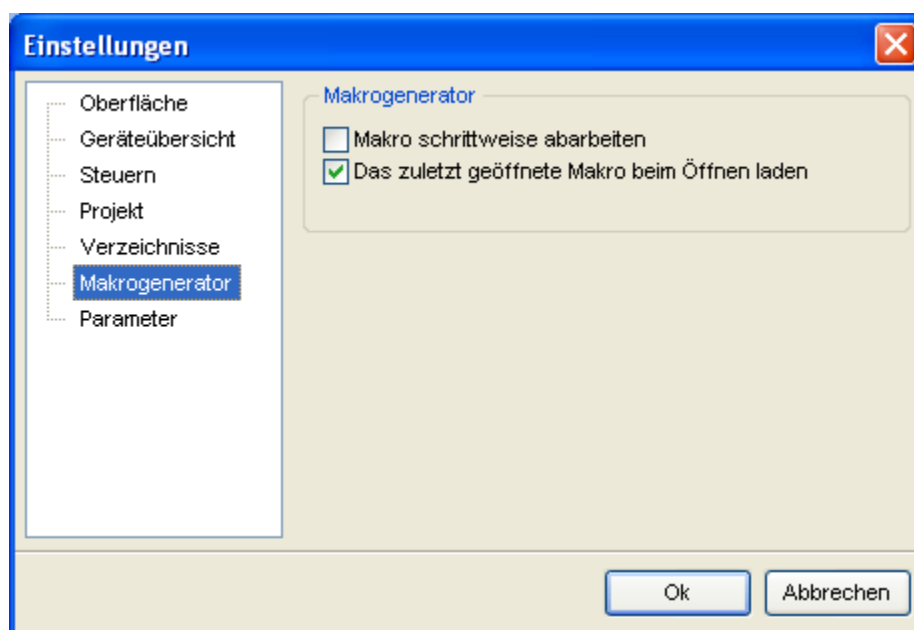 Einstellungen
Oberfläche
Geräteübersicht
Steuern
Projekt
Verzeichnisse
Makrogenerator
Parameter
Makrogenerator
Makro schrittweise abarbeiten
Das zuletzt geöffnete Makro beim Öffnen laden
Ok
Abbrechen